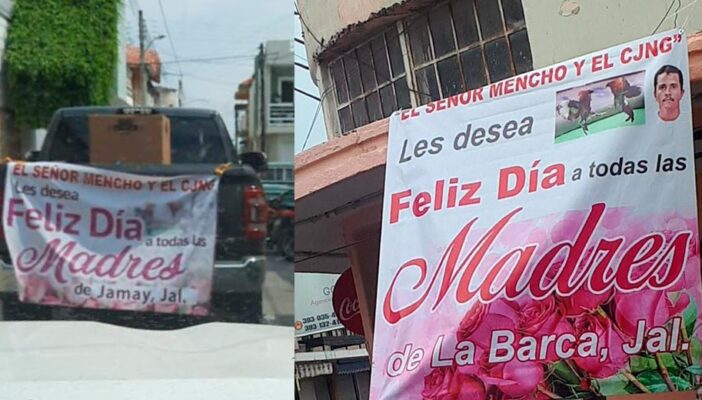 EL SEÑOR MENCHO Y EL CJNG
Les desea
Feliz Día a todas las
Madres
de Jamay, Jal.
EL SEÑOR MENCHO Y EL CJNG"
Les desea
Feliz Día a todas las
Madres
de La Barca, Jal.